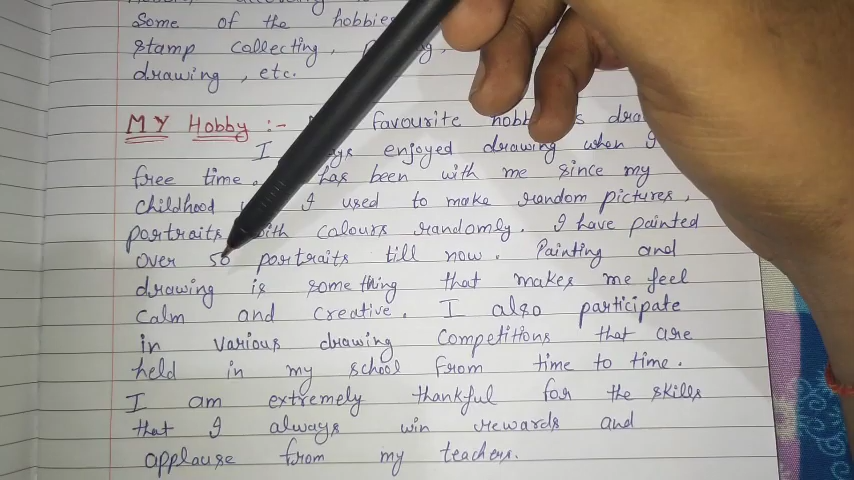 some of the hobbies
stamp collecting,
drawing, etc.
MY Hobby :- favourite
I enjoyed drawing when I
free time. has been with me since my
childhood I used to make random pictures,
portraits with colours randomly. I have painted
over 50 portraits till now. Painting and
drawing is something that makes me feel
calm and creative. I also participate
in various drawing competitions that are
held in my school from time to time.
I am extremely thankful for the skills
that I always win rewards and
applause from my teachers.